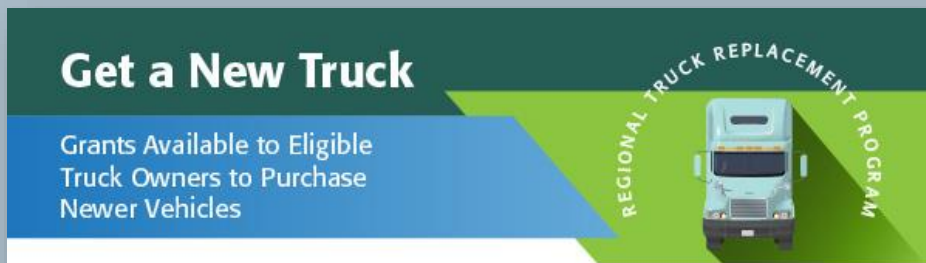 Get a New Truck
Grants Available to Eligible
Truck Owners to Purchase
Newer Vehicles
REGIONAL TRUCK REPLACEMENT PROGRAM